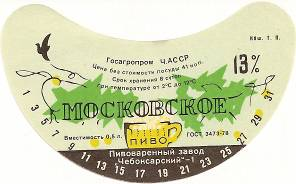 Госагропром Ч.АССР
Цена без стоимости посуды 41 коп.
Срок хранения 8 суток
при температуре от 2°С до 12°С
13%
МОСКОВСКОЕ
Вместимость 0,5 л.
ПИВО
ГОСТ 3473-78
Пивоваренный завод
"Чебоксарский"-1
1 3 5 7 9 11 13 15 17 19 21 23 25 27 29 31